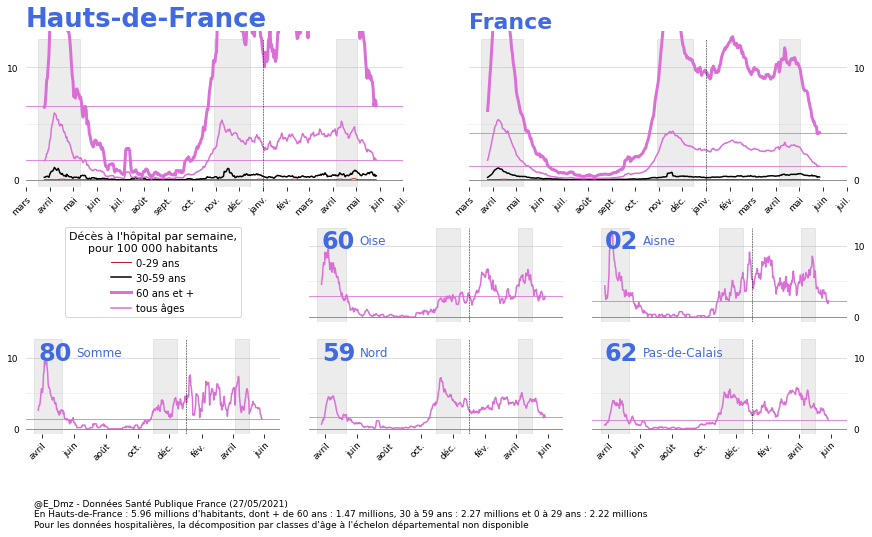 Hauts-de-France
France
10
10
0
0
mars avril mai juin juil. août sept. oct. nov. déc. janv. fév. mars avril mai juin juil.
mars avril mai juin juil. août sept. oct. nov. déc. janv. fév. mars avril mai juin juil.
Décès à l'hôpital par semaine,
pour 100 000 habitants
0-29 ans
30-59 ans
60 ans et +
tous âges
60 Oise
02 Aisne
10
0
80 Somme
59 Nord
62 Pas-de-Calais
10
10
0
0
avril juin août oct. déc. fév. avril juin
avril juin août oct. déc. fév. avril juin
avril juin août oct. déc. fév. avril juin
@E_Dmz - Données Santé Publique France (27/05/2021)
En Hauts-de-France : 5.96 millions d'habitants, dont + de 60 ans : 1.47 millions, 30 à 59 ans : 2.27 millions et 0 à 29 ans : 2.22 millions
Pour les données hospitalières, la décomposition par classes d'âge à l'échelon départemental non disponible